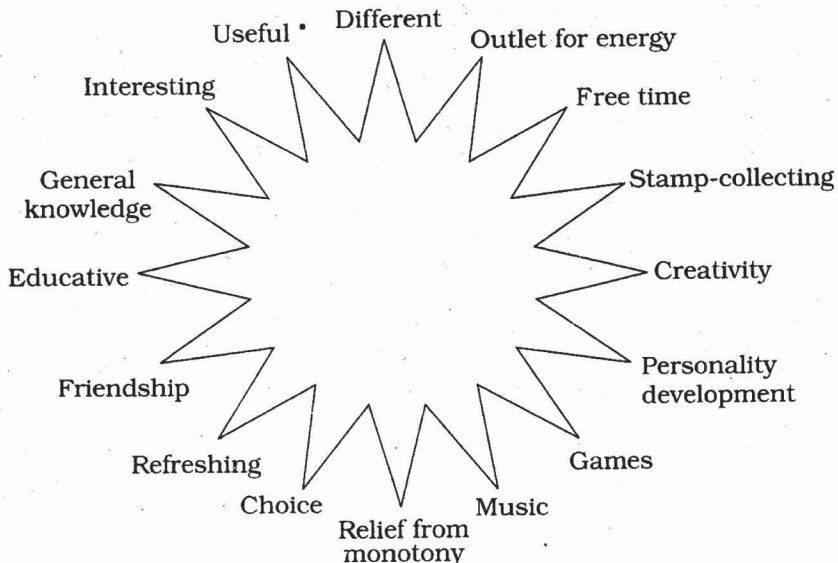 Different
Useful
Outlet for energy
Interesting
Free time
General
knowledge
Stamp-collecting
Educative
Creativity
Friendship
Personality
development
Refreshing
Games
Choice
Music
Relief from
monotony